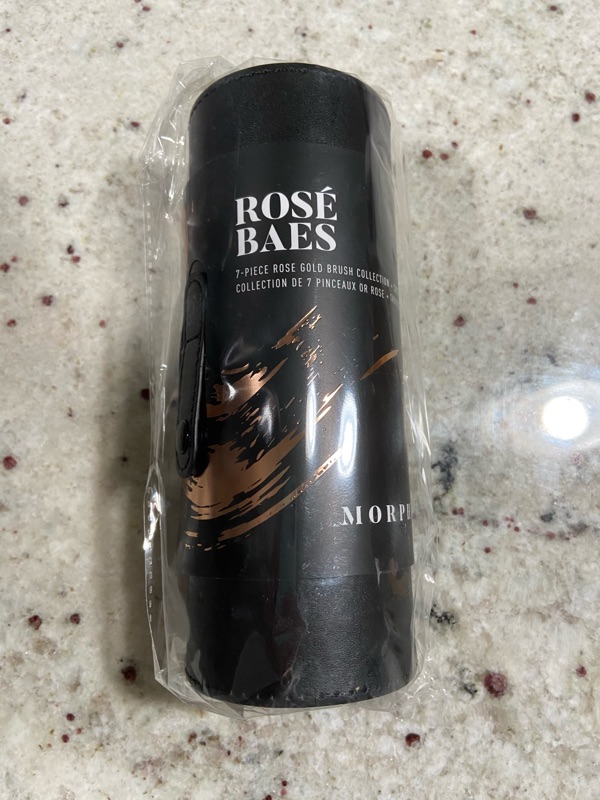 ROSÉ
BAES
7-PIECE ROSE GOLD BRUSH COLLECTION
COLLECTION DE 7 PINCEAUX OR ROSE
MORPH